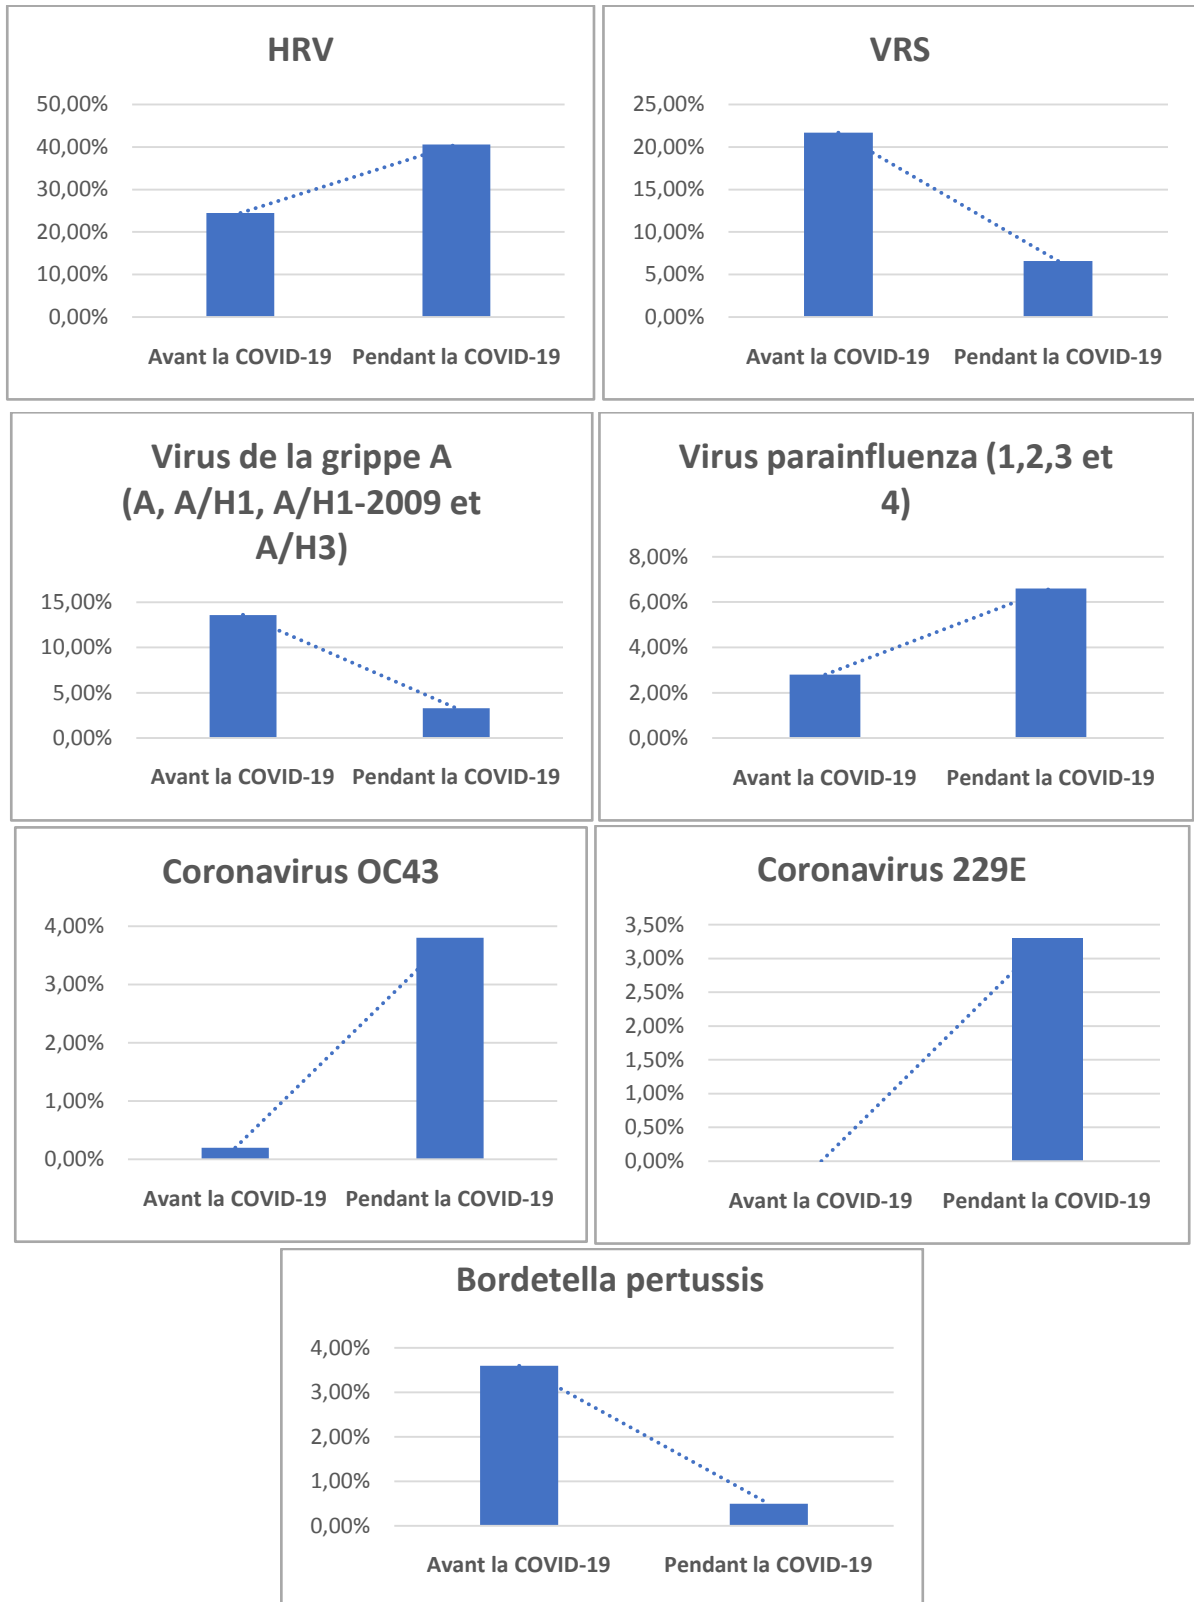 HRV
50,00%
40,00%
30,00%
20,00%
10,00%
0,00%
Avant la COVID-19 Pendant la COVID-19
VRS
25,00%
20,00%
15,00%
10,00%
5,00%
0,00%
Avant la COVID-19 Pendant la COVID-19
Virus de la grippe A
(A, A/H1, A/H1-2009 et
A/H3)
15,00%
10,00%
5,00%
0,00%
Avant la COVID-19 Pendant la COVID-19
Virus parainfluenza (1,2,3 et
4)
8,00%
6,00%
4,00%
2,00%
0,00%
Avant la COVID-19 Pendant la COVID-19
Coronavirus OC43
4,00%
3,00%
2,00%
1,00%
0,00%
Avant la COVID-19 Pendant la COVID-19
Coronavirus 229E
3,50%
3,00%
2,50%
2,00%
1,50%
1,00%
0,50%
0,00%
Avant la COVID-19 Pendant la COVID-19
Bordetella pertussis
4,00%
3,00%
2,00%
1,00%
0,00%
Avant la COVID-19 Pendant la COVID-19